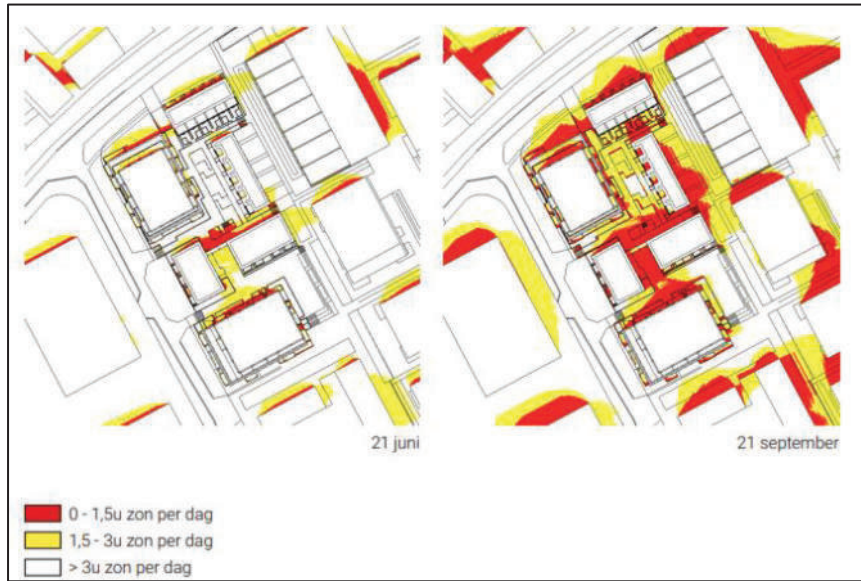 21 juni
21 september
0 - 1,5u zon per dag
1,5 - 3u zon per dag
> 3u zon per dag